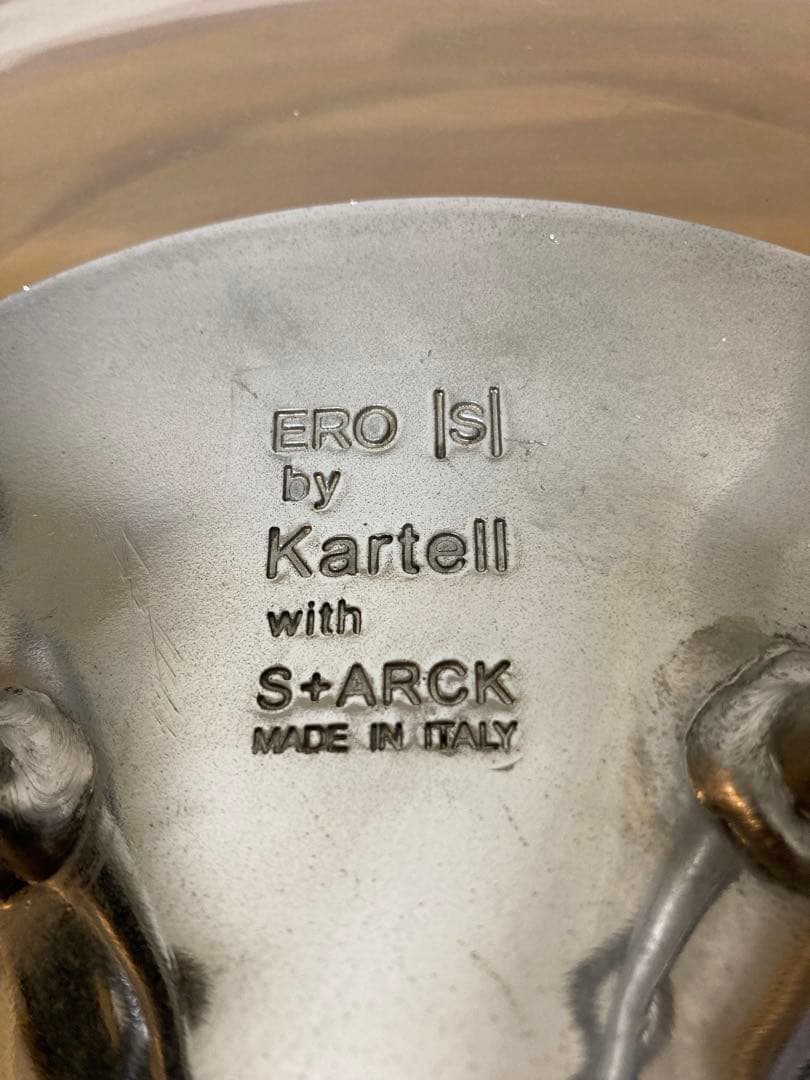 ERO |S|
by
Kartell
with
S+ARCK
MADE IN ITALY